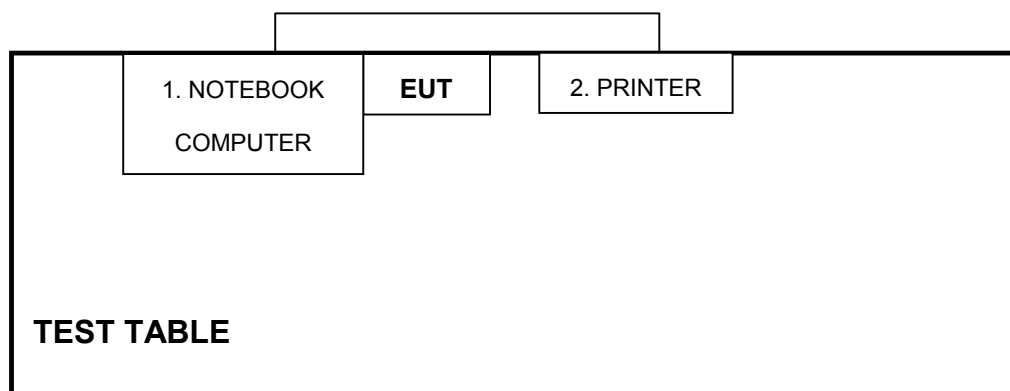 1. NOTEBOOK
COMPUTER
EUT
2. PRINTER
TEST TABLE